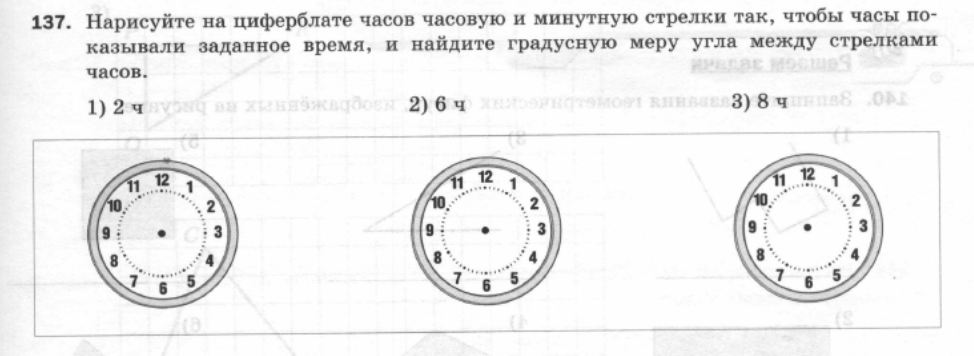 137. Нарисуйте на циферблате часов часовую и минутную стрелки так, чтобы часы по-
казывали заданное время, и найдите градусную меру угла между стрелками
часов.
1) 2 ч 2) 6 ч 3) 8 ч
12 1 2 3 4 5 6 7 8 9 10 11
12 1 2 3 4 5 6 7 8 9 10 11
12 1 2 3 4 5 6 7 8 9 10 11